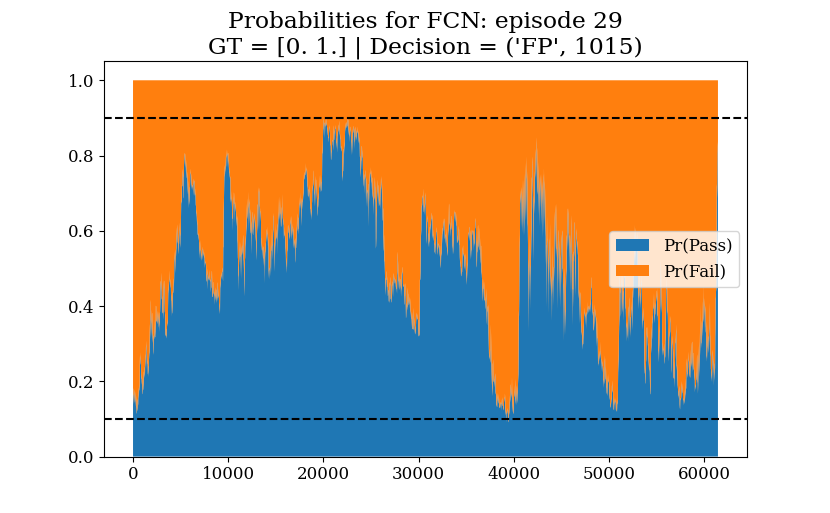 Probabilities for FCN: episode 29
GT = [0. 1.] | Decision = ('FP', 1015)
1.0
0.8
0.6
0.4
0.2
0.0
Pr(Pass)
Pr(Fail)
0 10000 20000 30000 40000 50000 60000